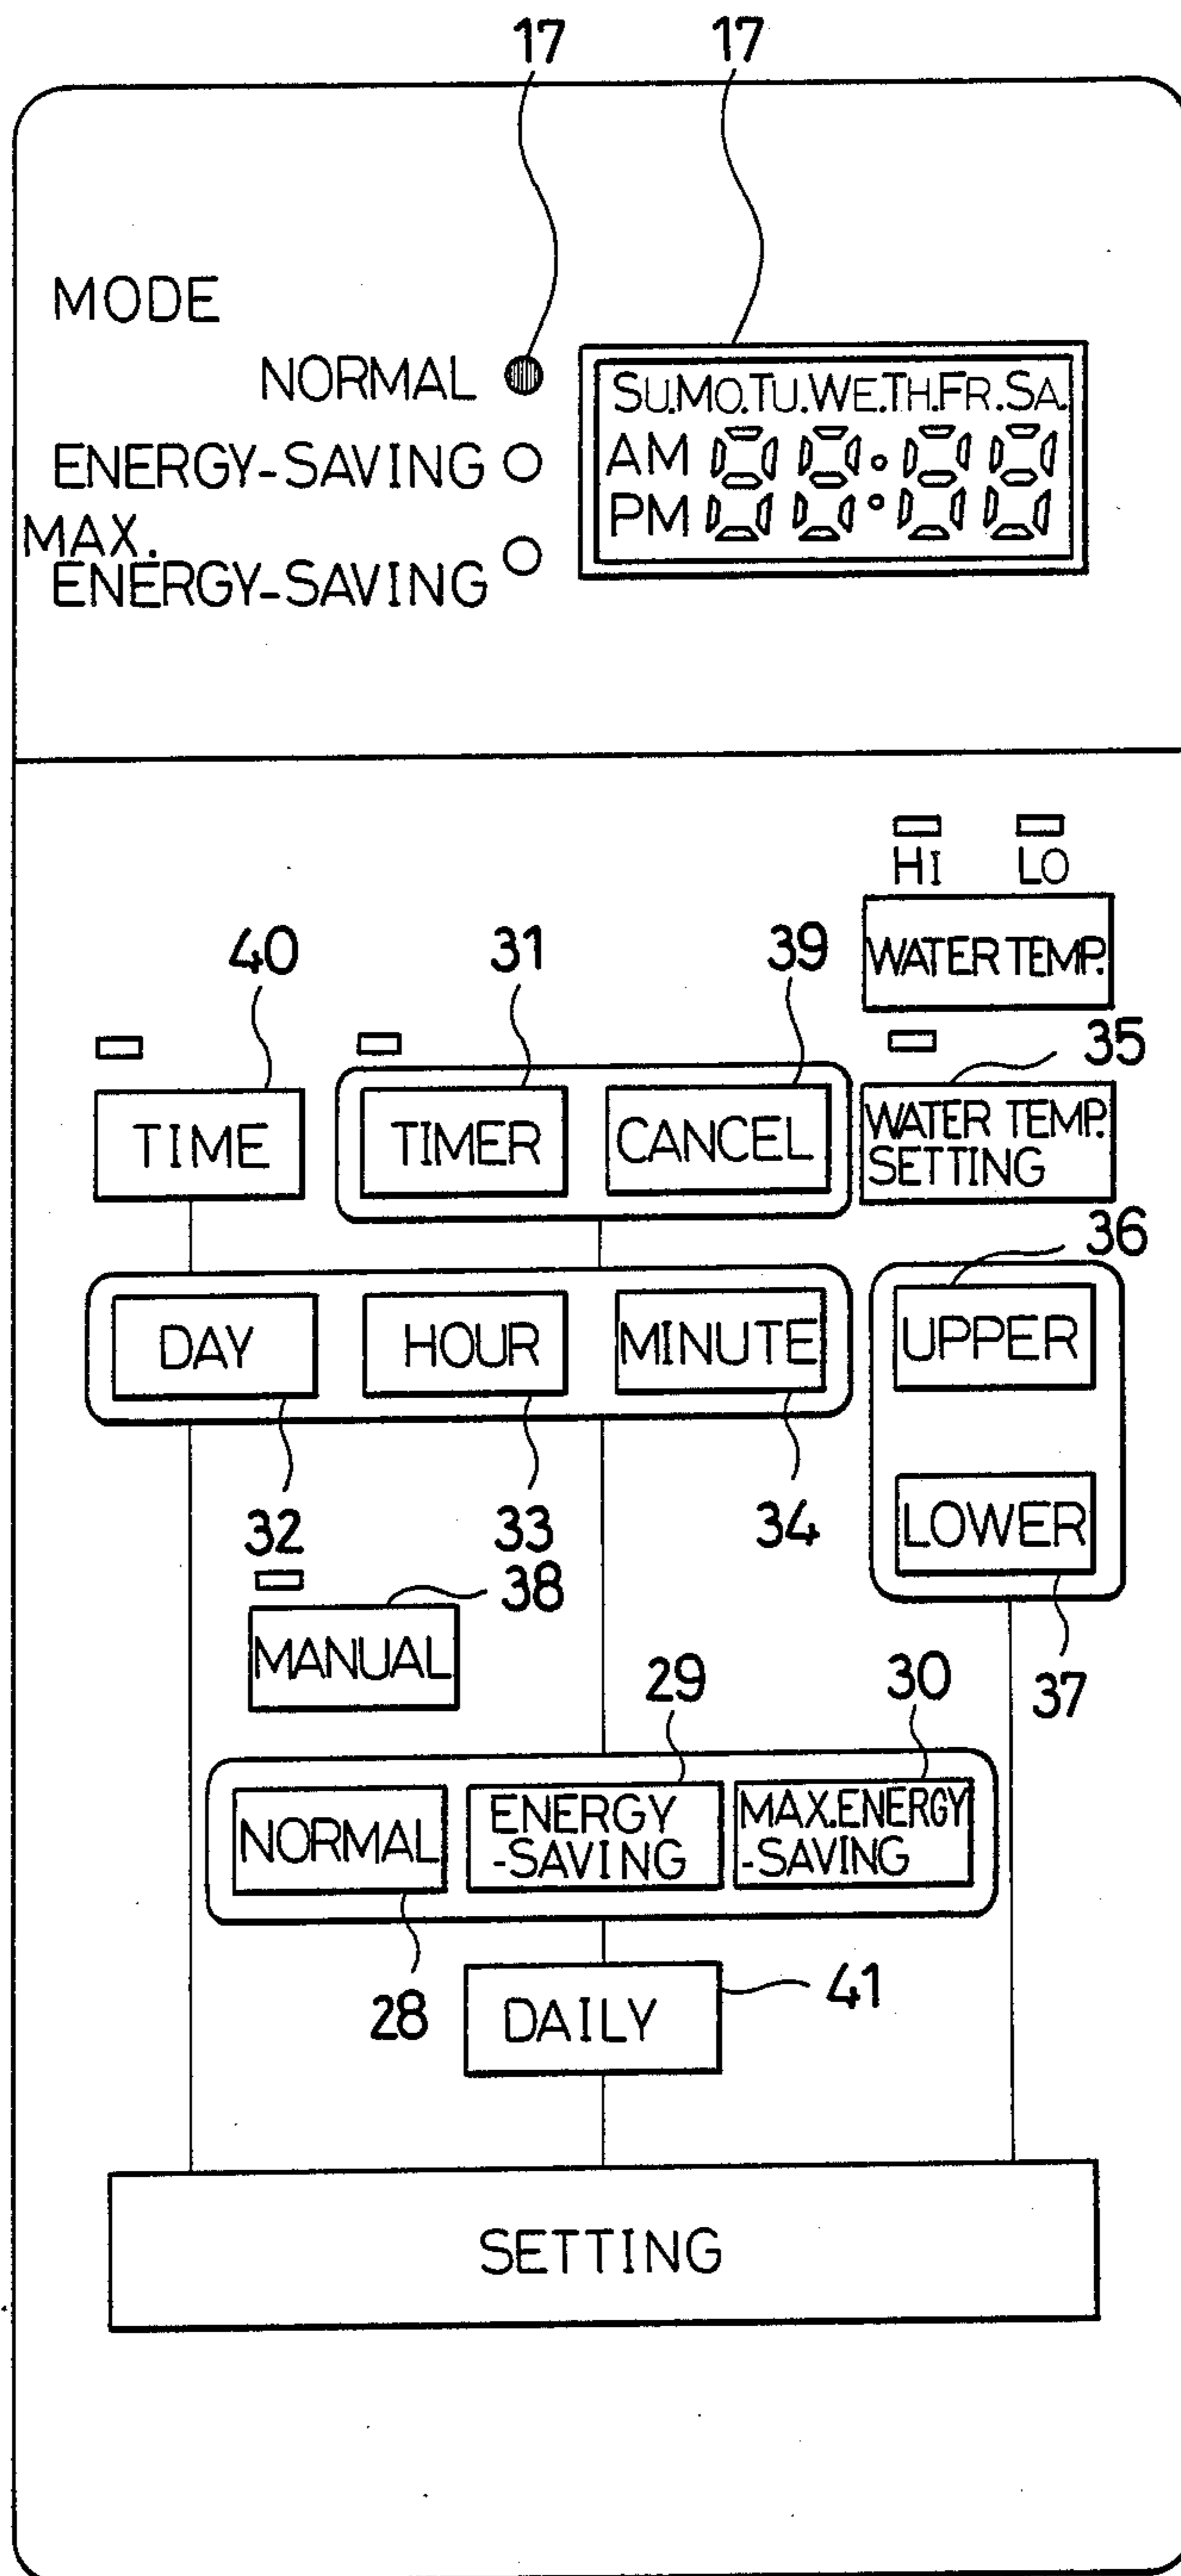 17 17
MODE
NORMAL
ENERGY-SAVING
MAX.
ENERGY-SAVING
SU.MO.TU.WE.TH.FR.SA.
AM 88:88
PM
HI LO
WATER TEMP.
40 31 39
35
TIME TIMER CANCEL
WATER TEMP.
SETTING
36
DAY HOUR MINUTE
UPPER
32 33 34
LOWER
37
38
MANUAL
29 30
NORMAL
ENERGY
-SAVING
MAX.ENERGY
-SAVING
28
41
DAILY
SETTING